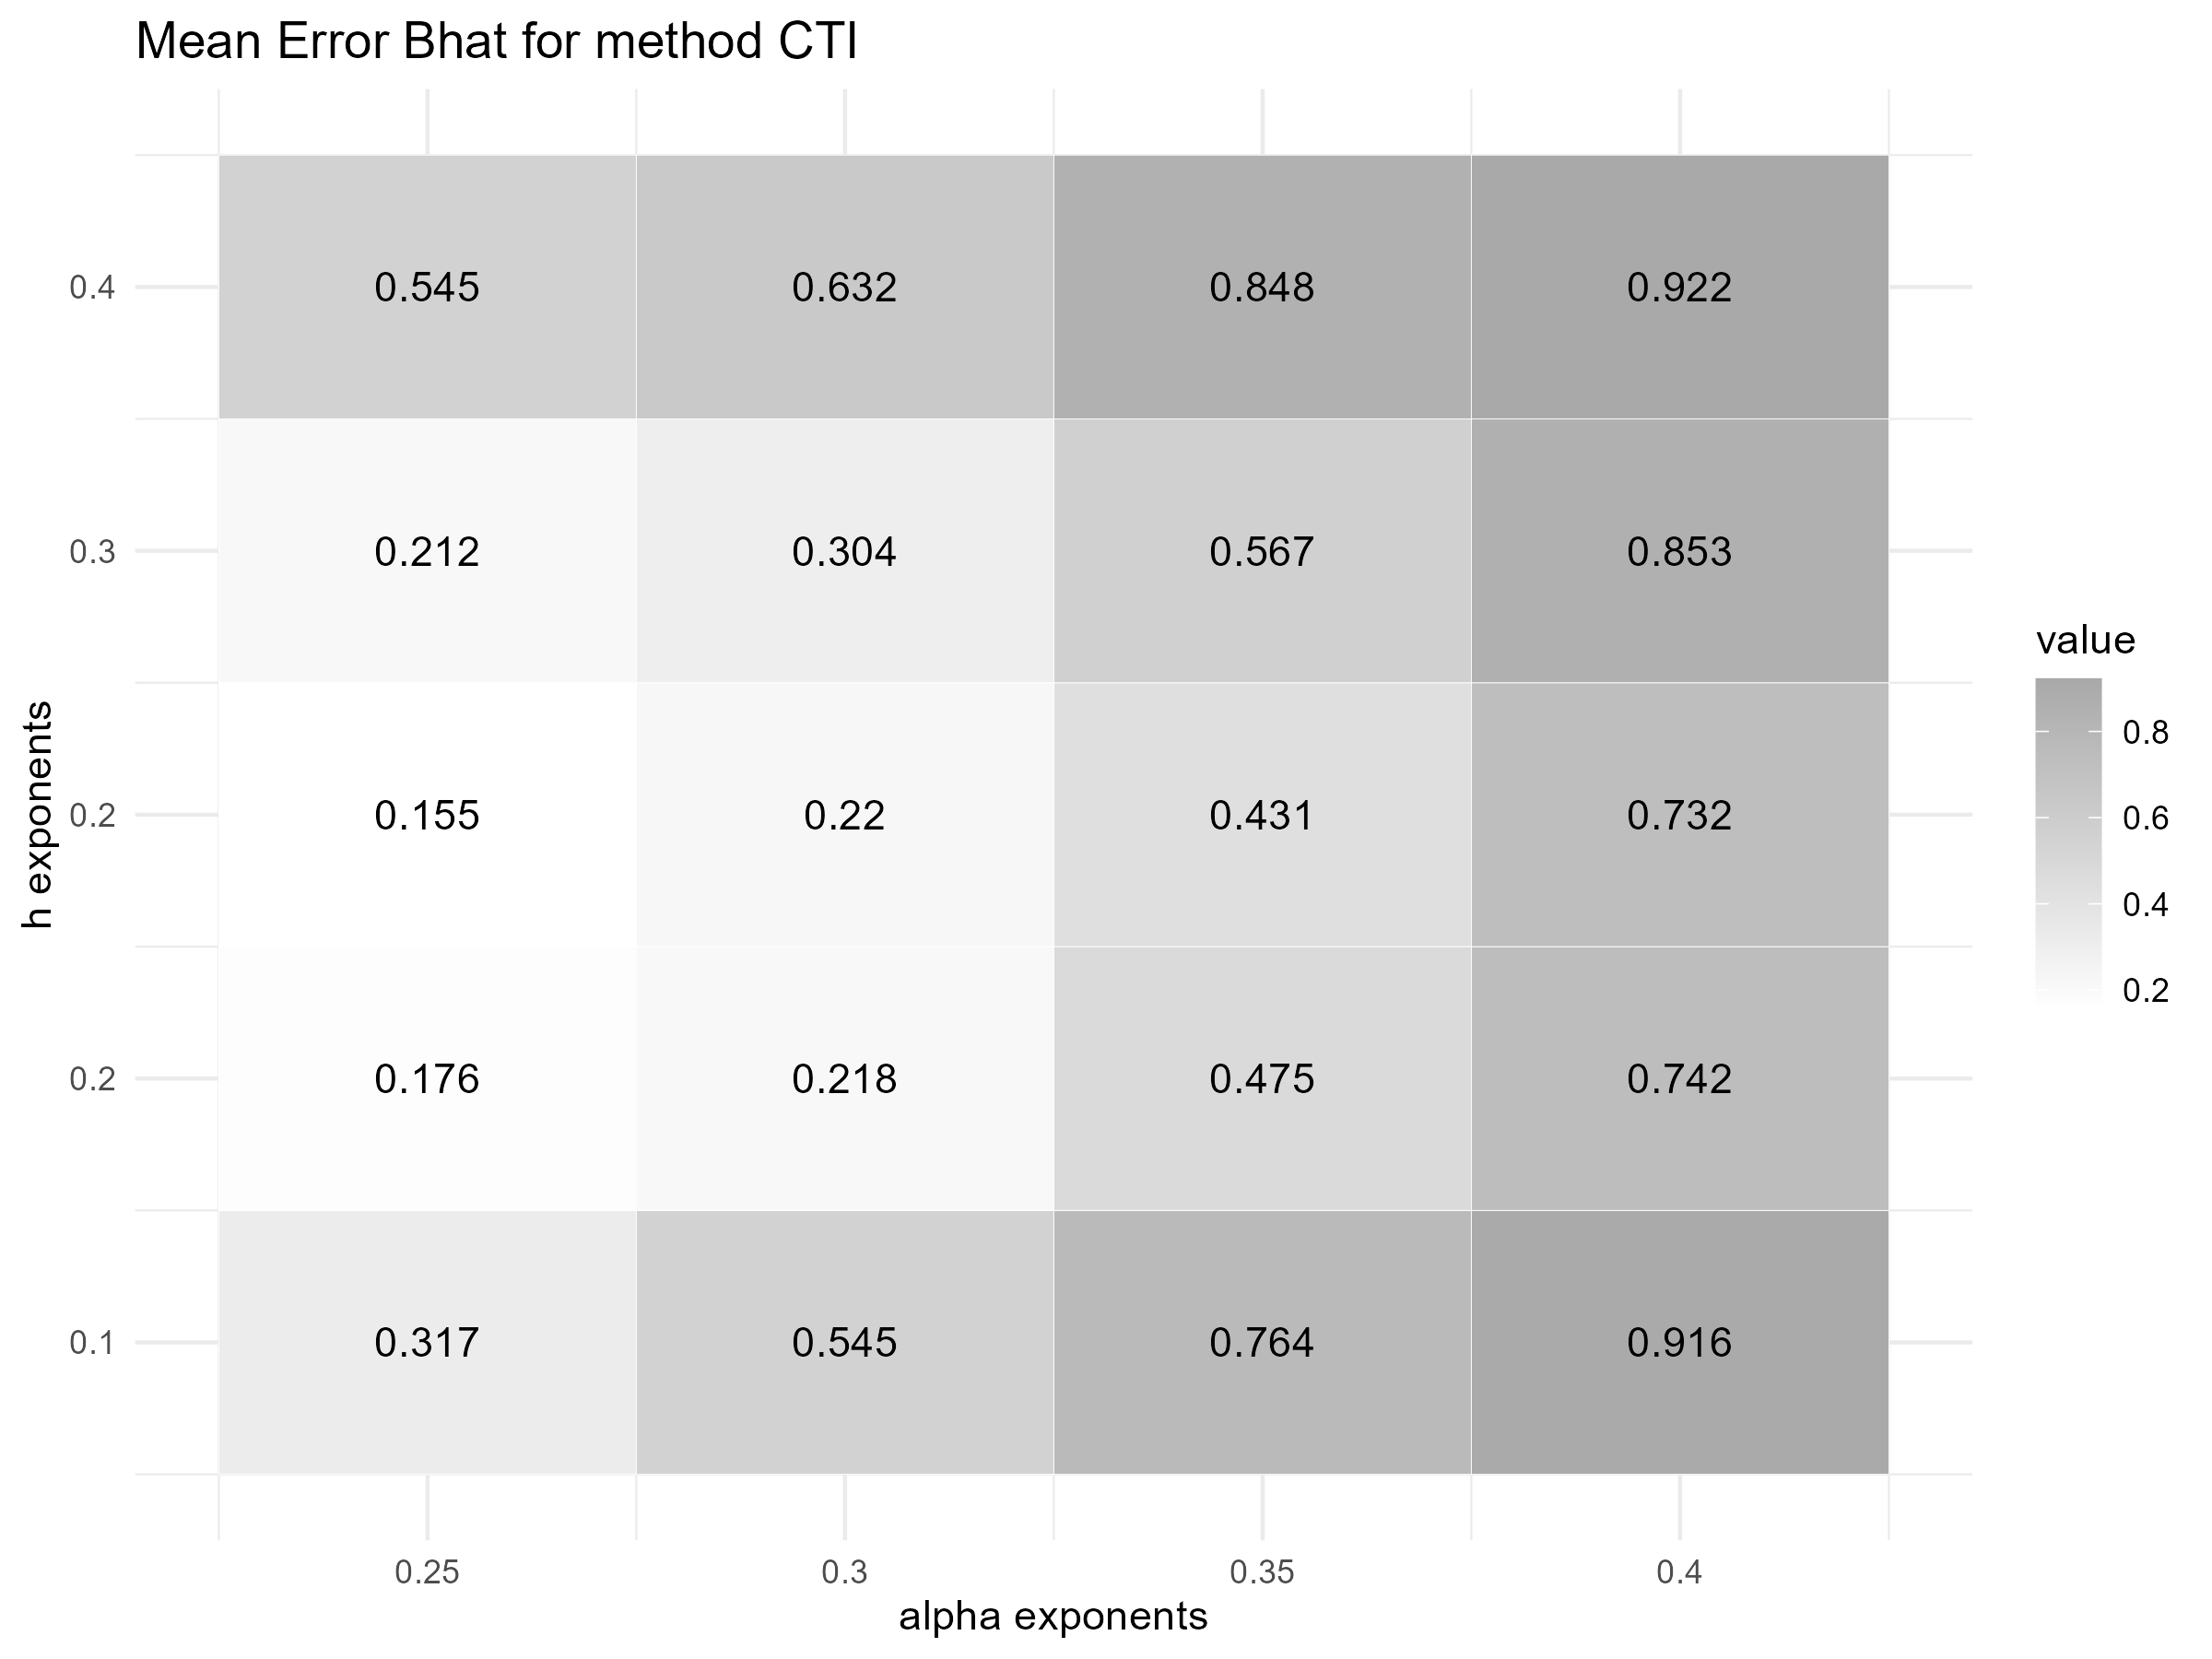 Mean Error Bhat for method CTI
h exponents
0.4 0.545 0.632 0.848 0.922
0.3 0.212 0.304 0.567 0.853
0.2 0.155 0.22 0.431 0.732
0.2 0.176 0.218 0.475 0.742
0.1 0.317 0.545 0.764 0.916
0.25 0.3 0.35 0.4
alpha exponents
value
0.8
0.6
0.4
0.2